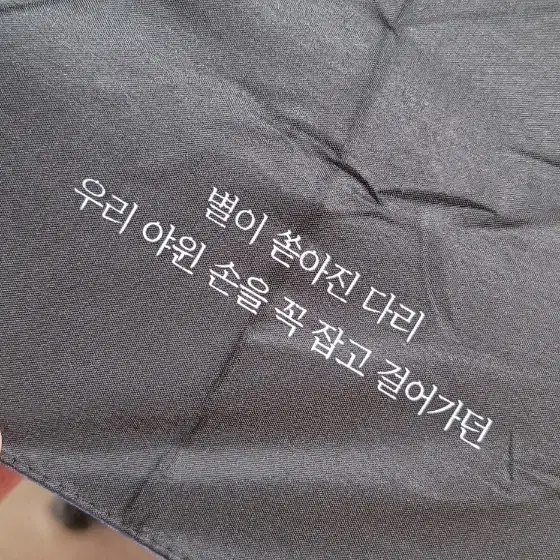 별이 쏟아진 다리
우리 야윈 손을 꼭 잡고 걸어가던